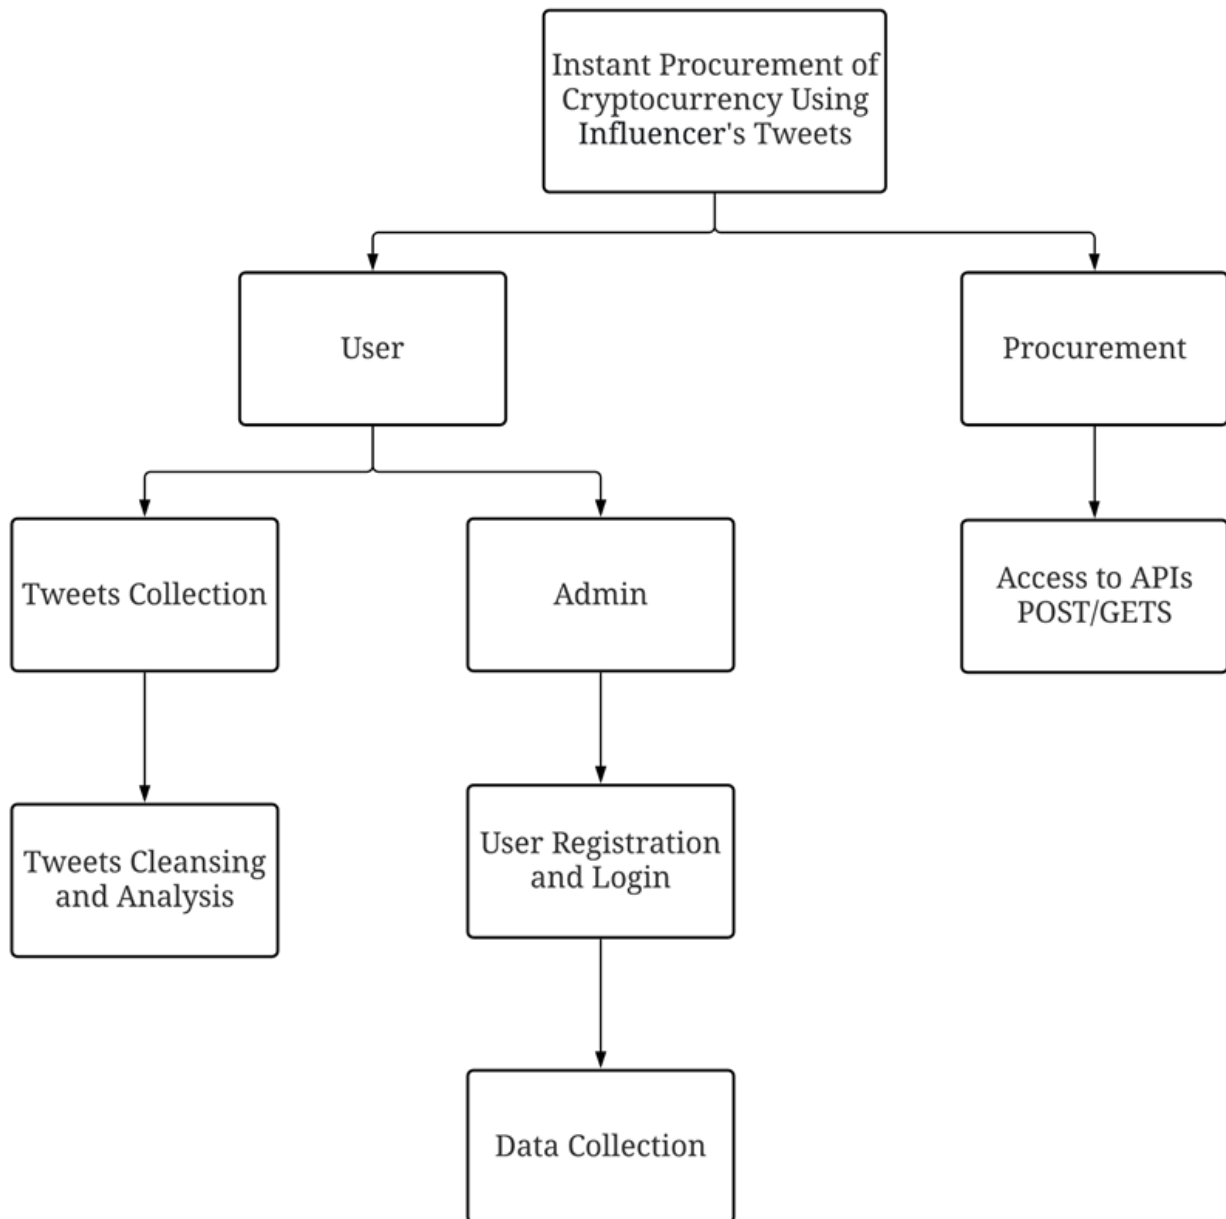 Instant Procurement of
Cryptocurrency Using
Influencer's Tweets
User
Procurement
Tweets Collection
Admin
Access to APIs
POST/GETS
Tweets Cleansing
and Analysis
User Registration
and Login
Data Collection